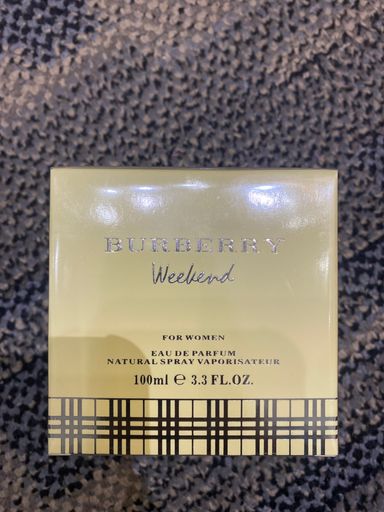 BURBERRY
Weekend
FOR WOMEN
EAU DE PARFUM
NATURAL SPRAY VAPORISATEUR
100ml ℮ 3.3 FL.OZ.